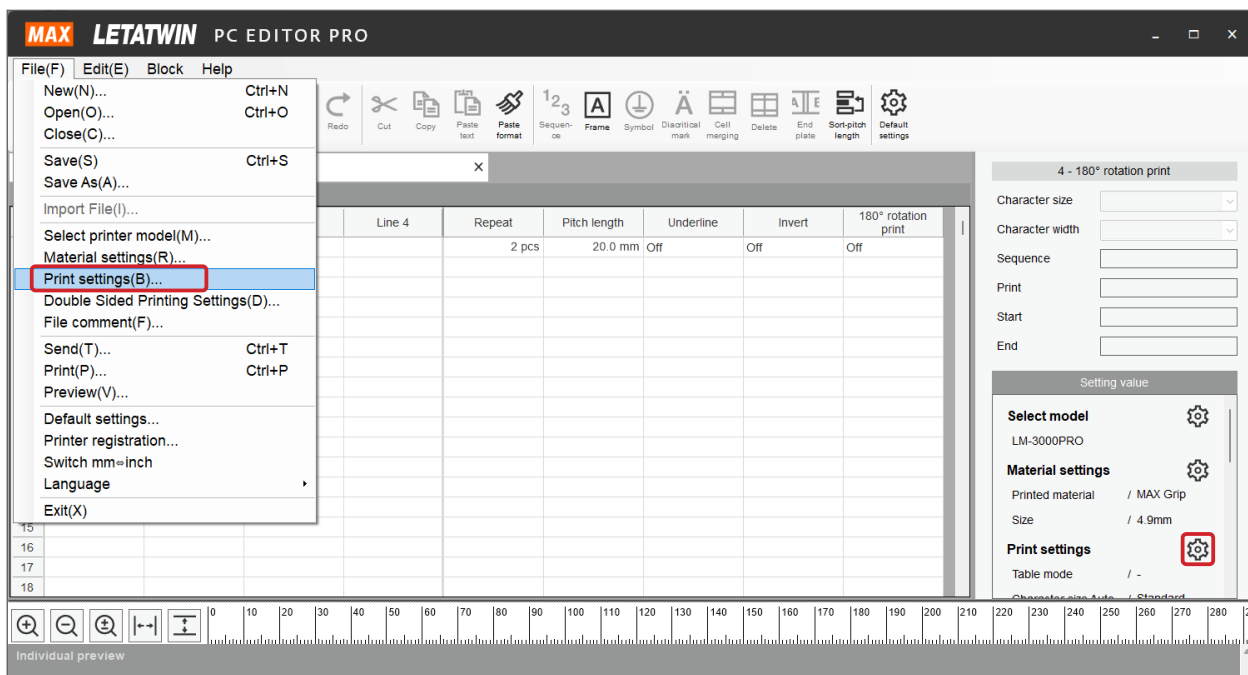 MAX LETATWIN PC EDITOR PRO
File(F) Edit(E) Block Help
New(N)... Ctrl+N
Open(O)... Ctrl+O
Close(C)...
Save(S) Ctrl+S
Save As(A)...
Import File(I)...
Select printer model(M)...
Material settings(R)...
Print settings(B)...
Double Sided Printing Settings(D)...
File comment(F)...
Send(T)... Ctrl+T
Print(P)... Ctrl+P
Preview(V)...
Default settings...
Printer registration...
Switch mm⇔inch
Language
Exit(X)
Redo
Cut
Copy
Paste
text
Paste
format
1 2 3
Sequen-
ce
A
Frame
Symbol
Ä
Diacritical
mark
Cell
merging
Delete
A E
End
plate
Sort-pitch
length
Default
settings
Line 4 Repeat Pitch length Underline Invert 180° rotation
print
2 pcs 20.0 mm Off Off Off
15
16
17
18
4 - 180° rotation print
Character size
Character width
Sequence
Print
Start
End
Setting value
Select model
LM-3000PRO
Material settings
Printed material / MAX Grip
Size / 4.9mm
Print settings
Table mode / -
Character size Auto / Standard
0 10 20 30 40 50 60 70 80 90 100 110 120 130 140 150 160 170 180 190 200 210 220 230 240 250 260 270 280
Individual preview